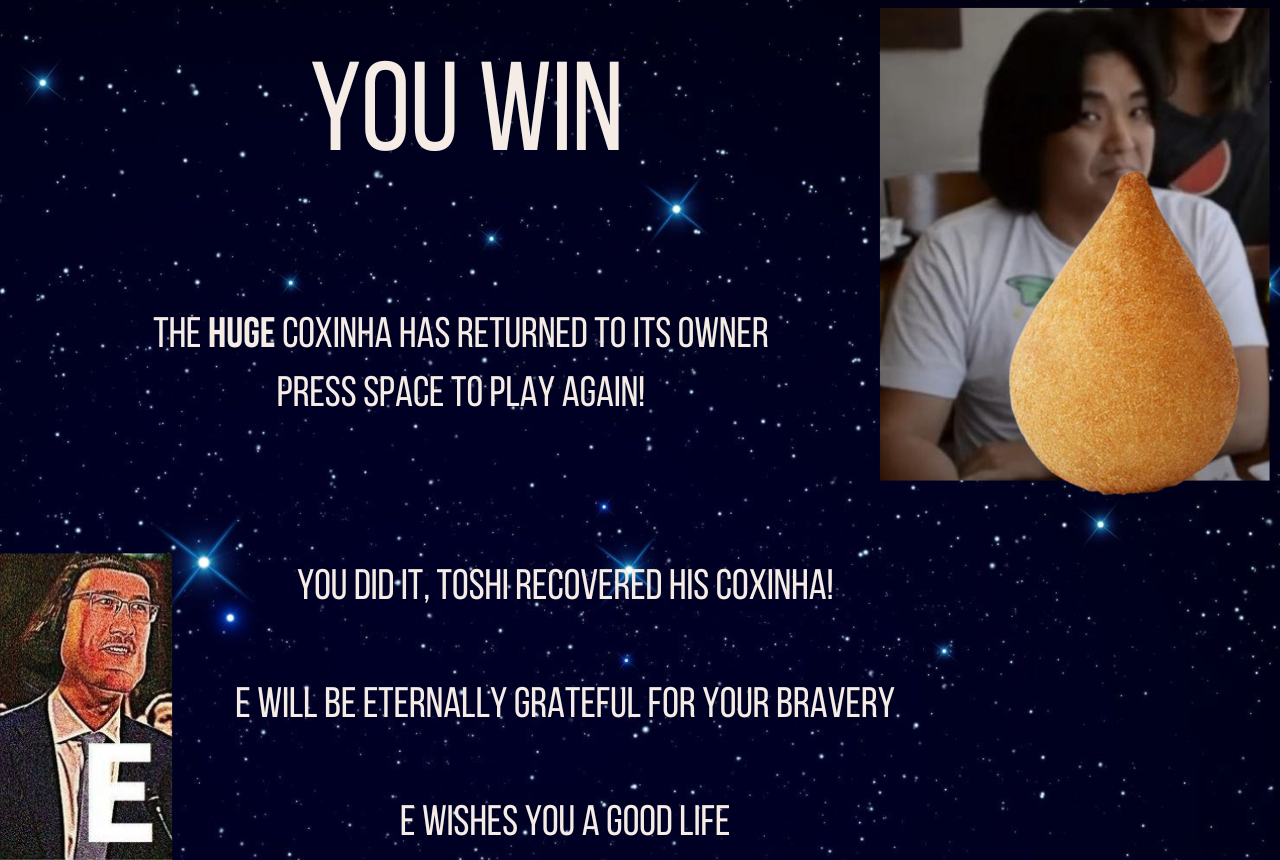 YOU WIN
THE HUGE COXINHA HAS RETURNED TO ITS OWNER
PRESS SPACE TO PLAY AGAIN!
YOU DID IT, TOSHI RECOVERED HIS COXINHA!
E WILL BE ETERNALLY GRATEFUL FOR YOUR BRAVERY
E WISHES YOU A GOOD LIFE
E